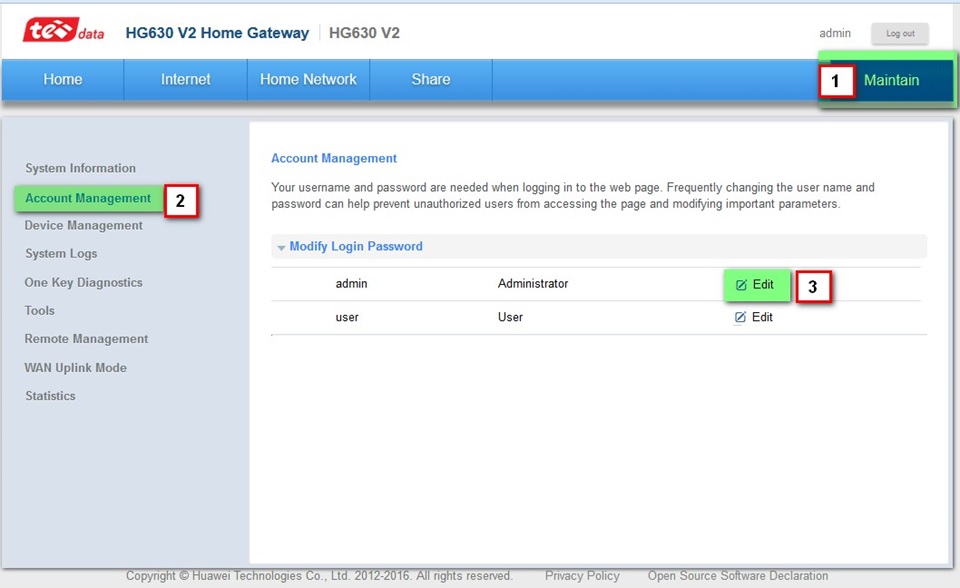 te data HG630 V2 Home Gateway HG630 V2 admin Log out
Home Internet Home Network Share 1 Maintain
System Information
Account Management 2
Device Management
System Logs
One Key Diagnostics
Tools
Remote Management
WAN Uplink Mode
Statistics
Account Management
Your username and password are needed when logging in to the web page. Frequently changing the user name and
password can help prevent unauthorized users from accessing the page and modifying important parameters.
Modify Login Password
admin Administrator Edit 3
user User Edit
Copyright © Huawei Technologies Co., Ltd. 2012-2016. All rights reserved. Privacy Policy Open Source Software Declaration